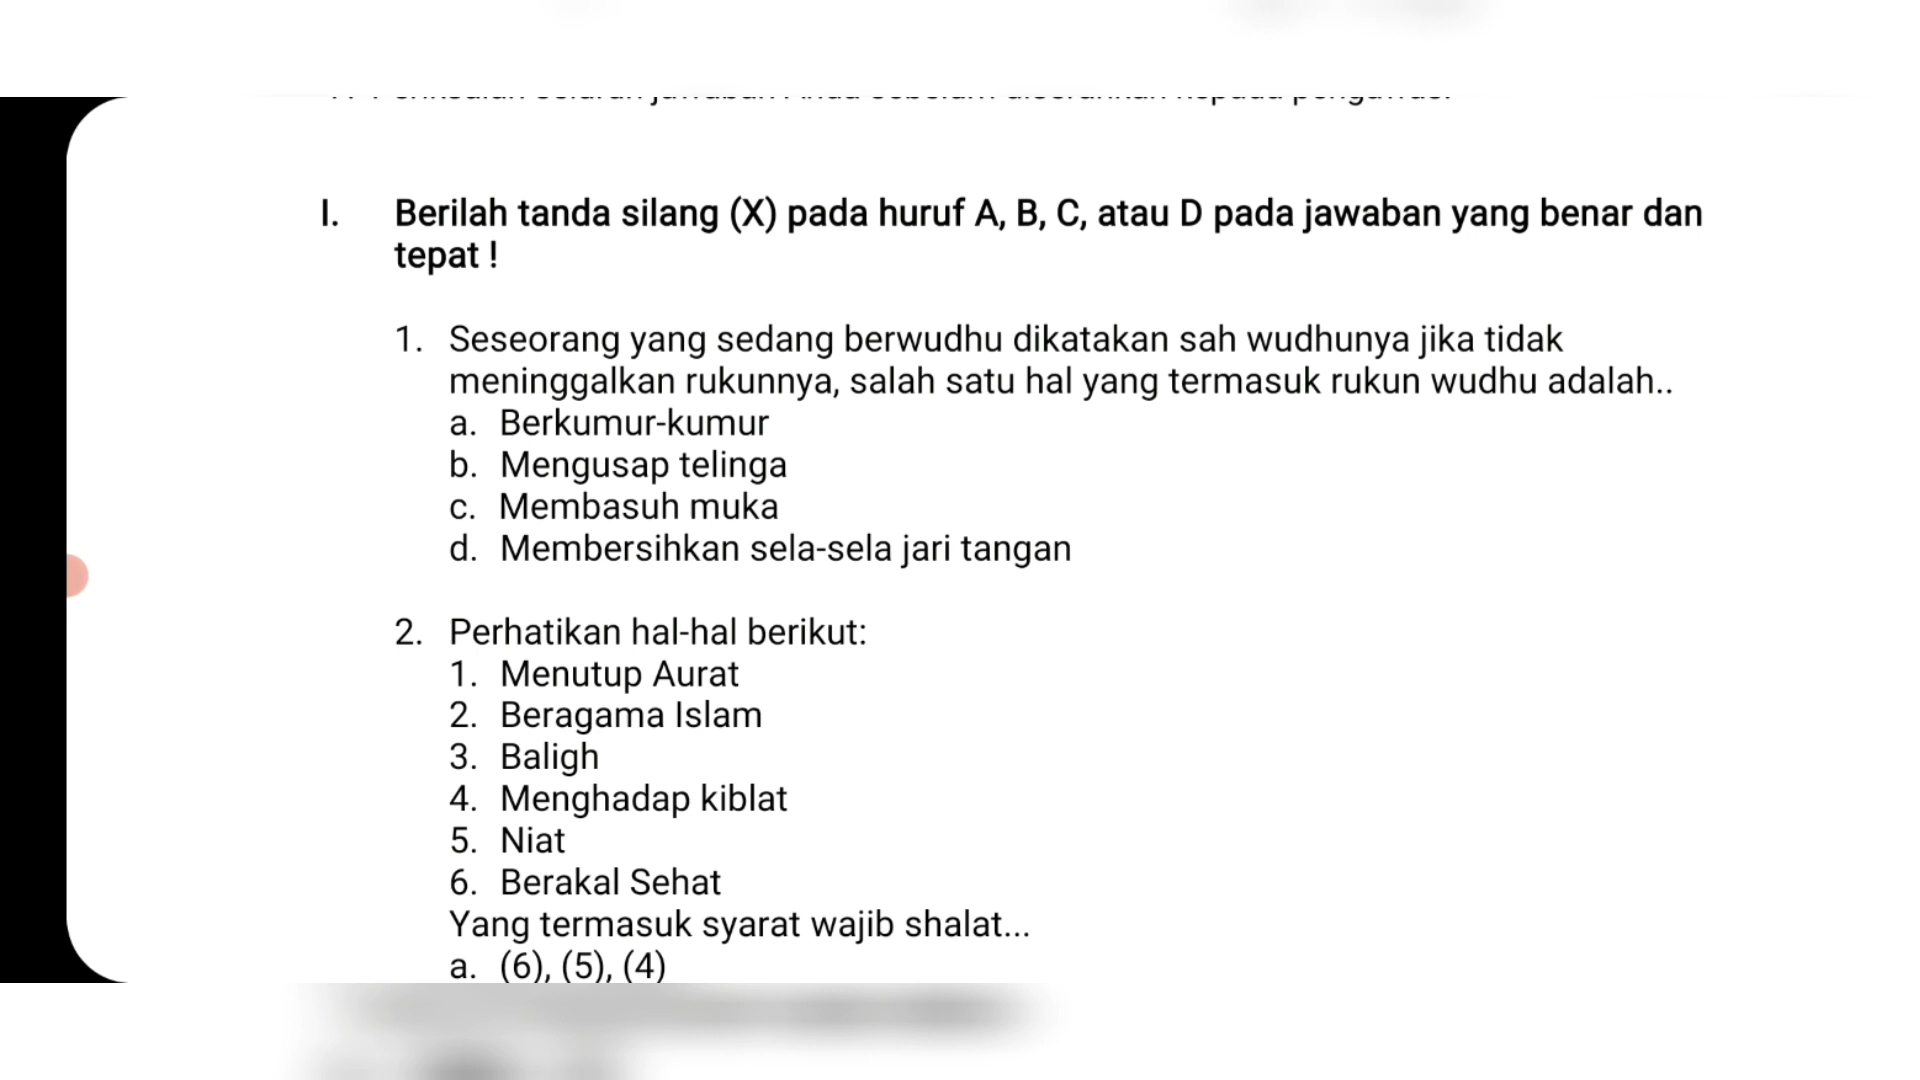 I. Berilah tanda silang (X) pada huruf A, B, C, atau D pada jawaban yang benar dan
tepat !
1. Seseorang yang sedang berwudhu dikatakan sah wudhunya jika tidak
meninggalkan rukunnya, salah satu hal yang termasuk rukun wudhu adalah..
a. Berkumur-kumur
b. Mengusap telinga
c. Membasuh muka
d. Membersihkan sela-sela jari tangan
2. Perhatikan hal-hal berikut:
1. Menutup Aurat
2. Beragama Islam
3. Baligh
4. Menghadap kiblat
5. Niat
6. Berakal Sehat
Yang termasuk syarat wajib shalat...
a. (6), (5), (4)